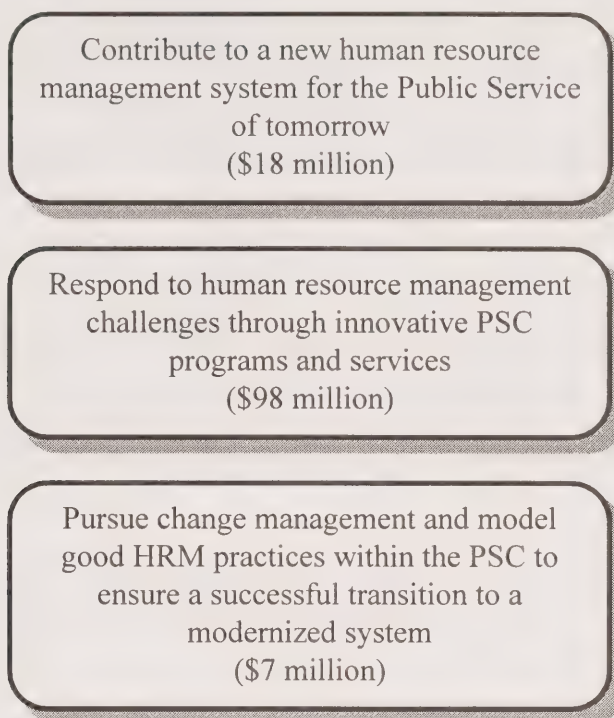 Contribute to a new human resource
management system for the Public Service
of tomorrow
($18 million)
Respond to human resource management
challenges through innovative PSC
programs and services
($98 million)
Pursue change management and model
good HRM practices within the PSC to
ensure a successful transition to a
modernized system
($7 million)